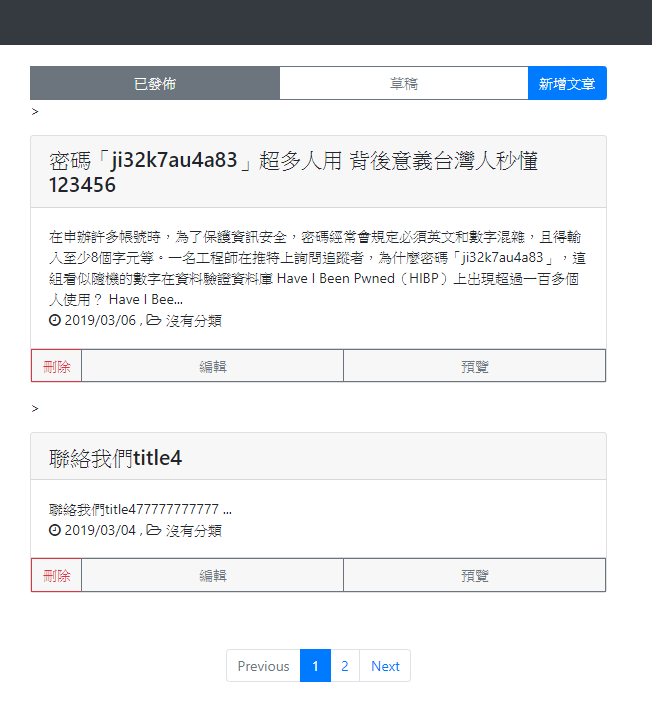 已發佈 草稿 新增文章
>
密碼「ji32k7au4a83」超多人用 背後意義台灣人秒懂
123456
在申辦許多帳號時，為了保護資訊安全，密碼經常會規定必須英文和數字混雜，且得輸
入至少8個字元等。一名工程師在推特上詢問追蹤者，為什麼密碼「ji32k7au4a83」，這
組看似隨機的數字在資料驗證資料庫 Have I Been Pwned（HIBP）上出現超過一百多個
人使用？ Have I Bee...
2019/03/06 , 沒有分類
刪除 編輯 預覽
>
聯絡我們title4
聯絡我們title477777777777 ...
2019/03/04 , 沒有分類
刪除 編輯 預覽
Previous 1 2 Next